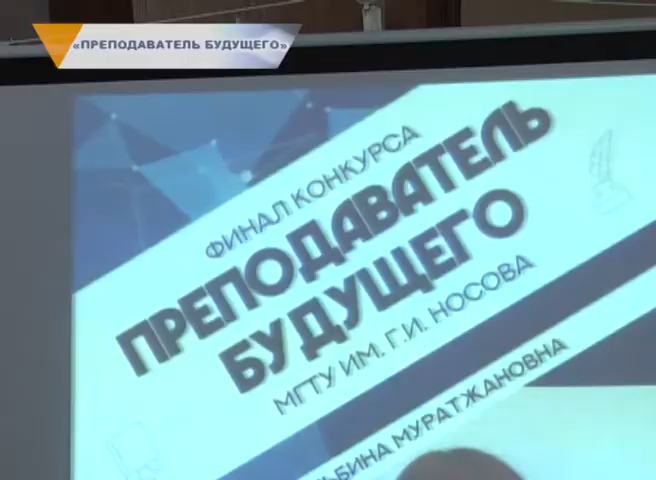 «ПРЕПОДАВАТЕЛЬ БУДУЩЕГО»
ФИНАЛ КОНКУРСА
ПРЕПОДАВАТЕЛЬ
БУДУЩЕГО
МГТУ ИМ. Г.И. НОСОВА
МУРАТЖАНОВНА